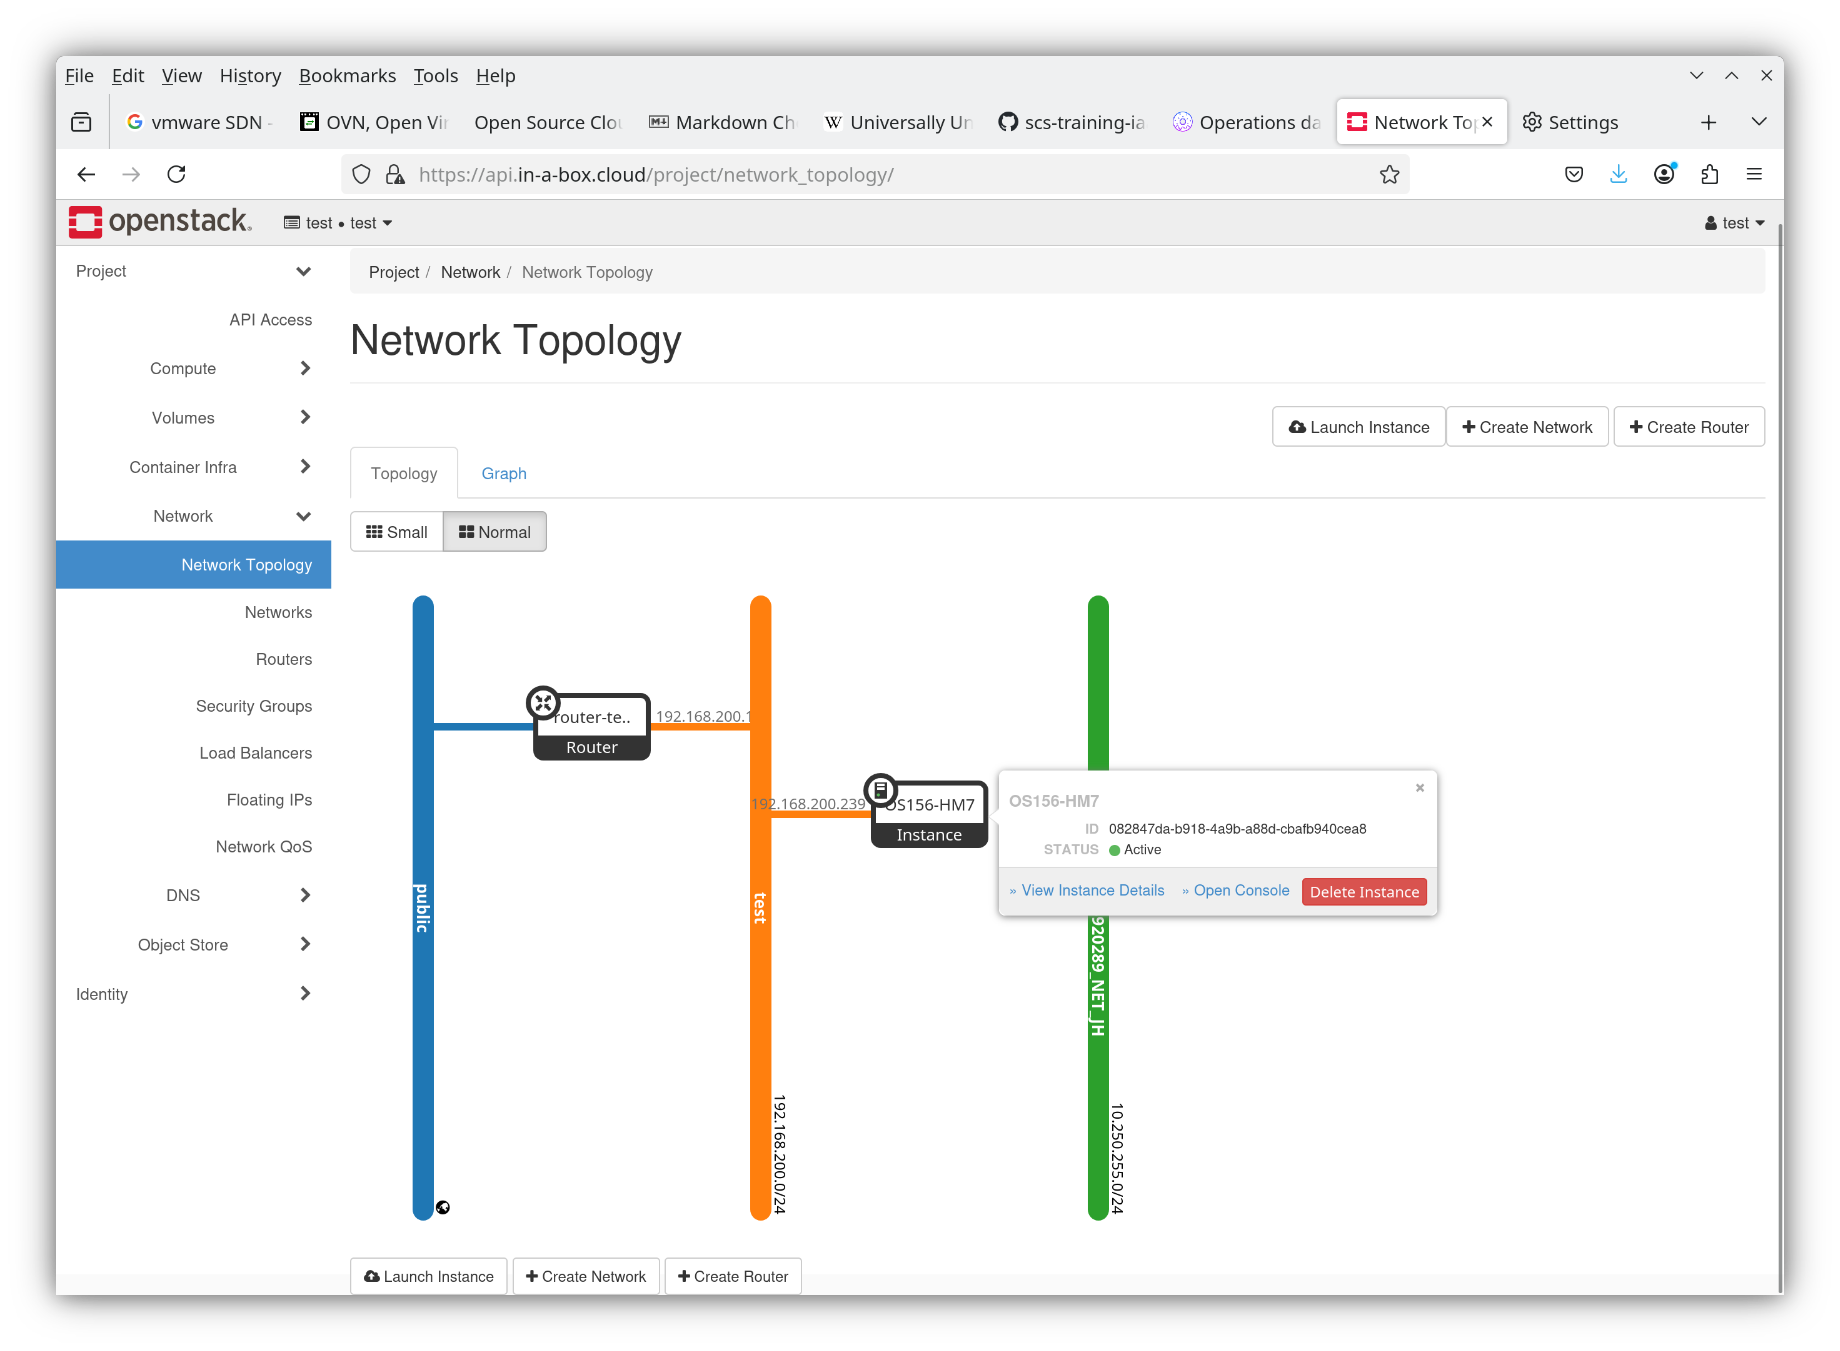 File Edit View History Bookmarks Tools Help
vmware SDN - OVN, Open Vir Open Source Clou Markdown Ch Universally Un scs-training-ia Operations da Network Top Settings
https://api.in-a-box.cloud/project/network_topology/
openstack. test • test test
Project
API Access
Compute
Volumes
Container Infra
Network
Network Topology
Networks
Routers
Security Groups
Load Balancers
Floating IPs
Network QoS
DNS
Object Store
Identity
Project / Network / Network Topology
Network Topology
Launch Instance Create Network Create Router
Topology Graph
Small Normal
router-te..
Router
192.168.200.1
192.168.200.239
OS156-HM7
Instance
OS156-HM7
ID 082847da-b918-4a9b-a88d-cbafb940cea8
STATUS Active
» View Instance Details » Open Console Delete Instance
public
test
920289_NET_JH
192.168.200.0/24
10.250.255.0/24
Launch Instance Create Network Create Router